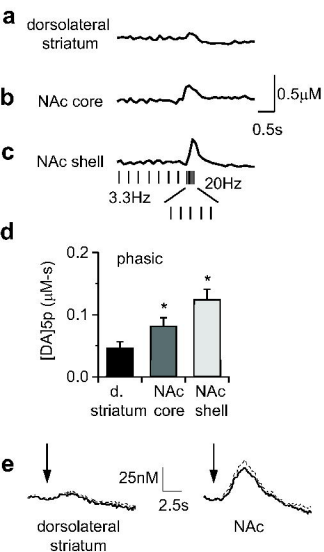 a
dorsolateral
striatum
b
NAc core
0.5μM
0.5s
c
NAc shell
3.3Hz
20Hz
d
phasic
[DA]5p (μM-s)
0.2
0.1
0.0
*
*
d.
striatum
NAc
core
NAc
shell
e
25nM
2.5s
dorsolateral
striatum
NAc